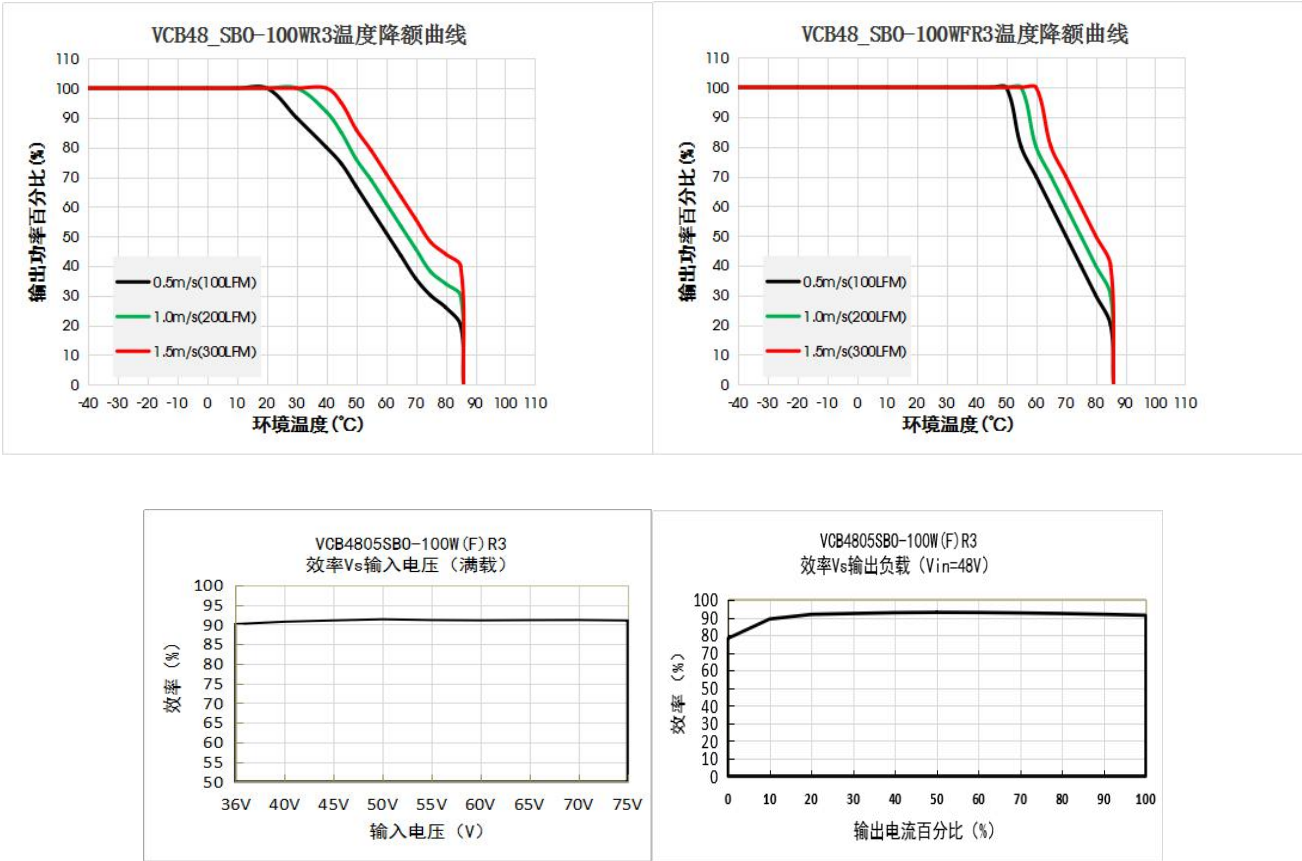 VCB48_SBO-100WR3温度降额曲线
110
100
90
80
70
60
50
40
30
20
10
0
输出功率百分比(%)
0.5m/s(100LFM)
1.0m/s(200LFM)
1.5m/s(300LFM)
-40 -30 -20 -10 0 10 20 30 40 50 60 70 80 90 100 110
环境温度(℃)
VCB48_SBO-100WFR3温度降额曲线
110
100
90
80
70
60
50
40
30
20
10
0
输出功率百分比(%)
0.5m/s(100LFM)
1.0m/s(200LFM)
1.5m/s(300LFM)
-40 -30 -20 -10 0 10 20 30 40 50 60 70 80 90 100 110
环境温度(℃)
VCB4805SBO-100W(F)R3
效率Vs输入电压（满载）
100
95
90
85
80
75
70
65
60
55
50
效率（%）
36V 40V 45V 50V 55V 60V 65V 70V 75V
输入电压（V）
VCB4805SBO-100W(F)R3
效率Vs输出负载（Vin=48V）
100
90
80
70
60
50
40
30
20
10
0
效率（%）
0 10 20 30 40 50 60 70 80 90 100
输出电流百分比（%）